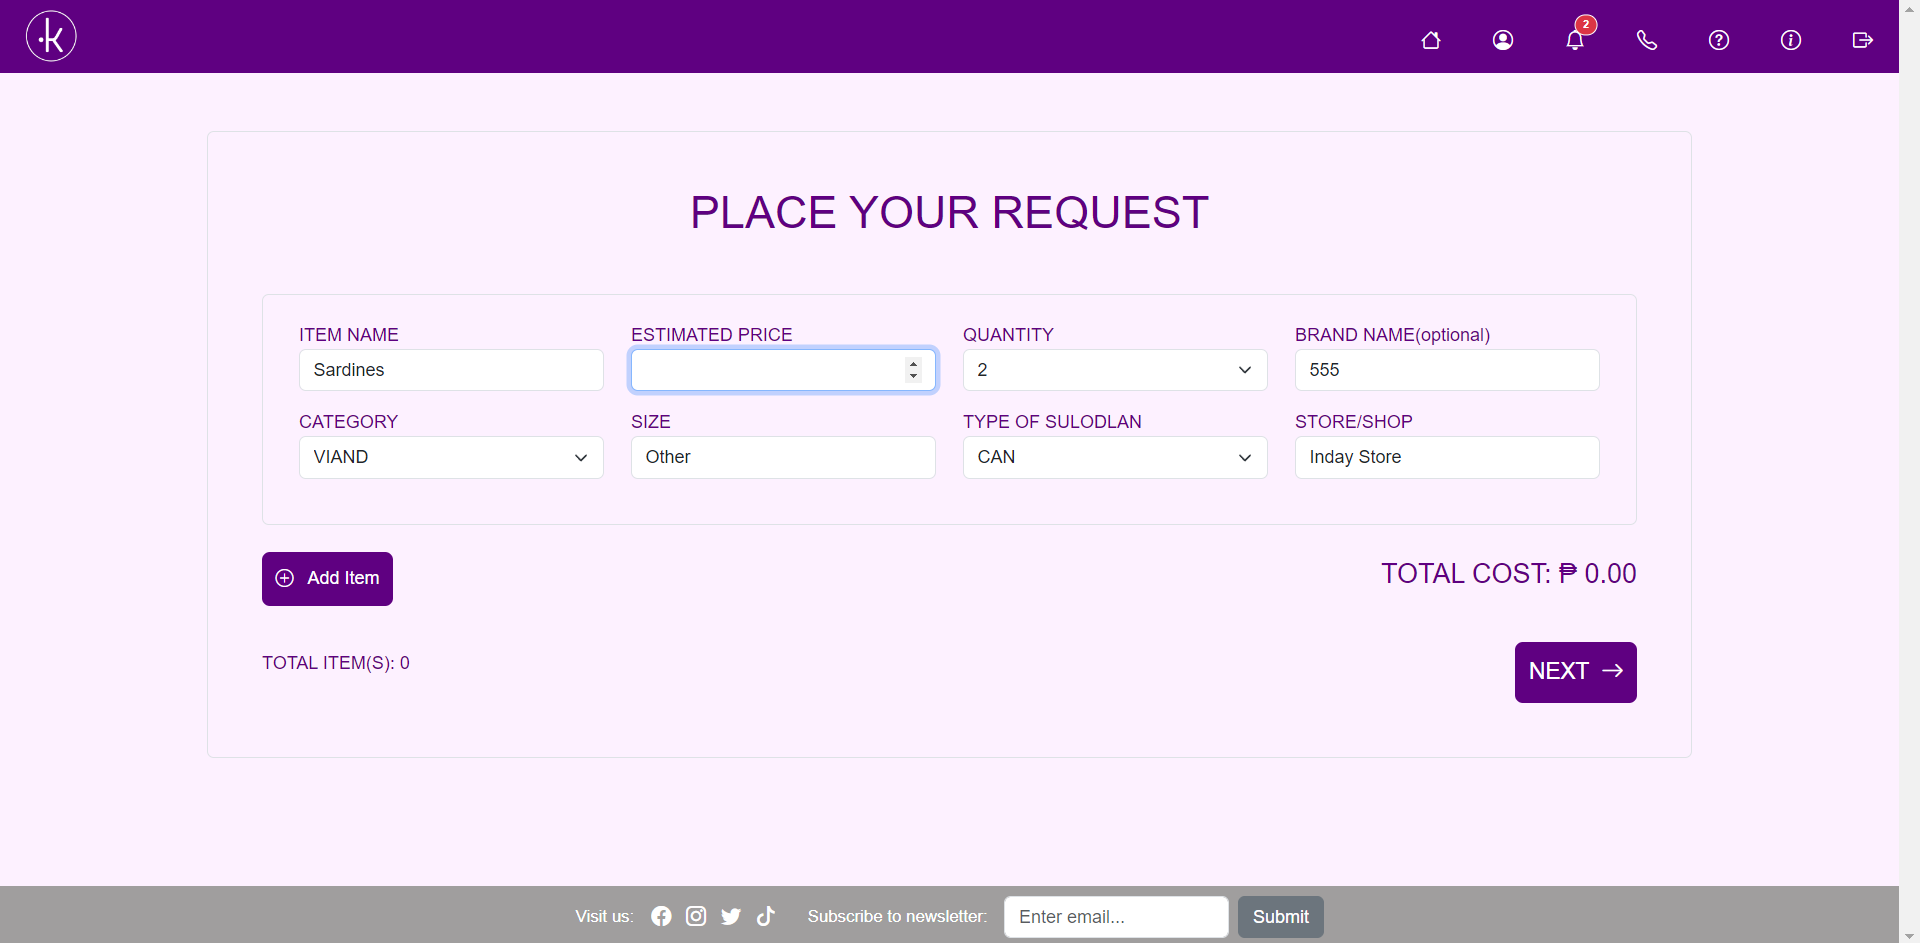 k
2
PLACE YOUR REQUEST
ITEM NAME ESTIMATED PRICE QUANTITY BRAND NAME(optional)
Sardines 2 555
CATEGORY SIZE TYPE OF SULODLAN STORE/SHOP
VIAND Other CAN Inday Store
Add Item TOTAL COST: ₱ 0.00
TOTAL ITEM(S): 0 NEXT
Visit us: Subscribe to newsletter: Enter email... Submit